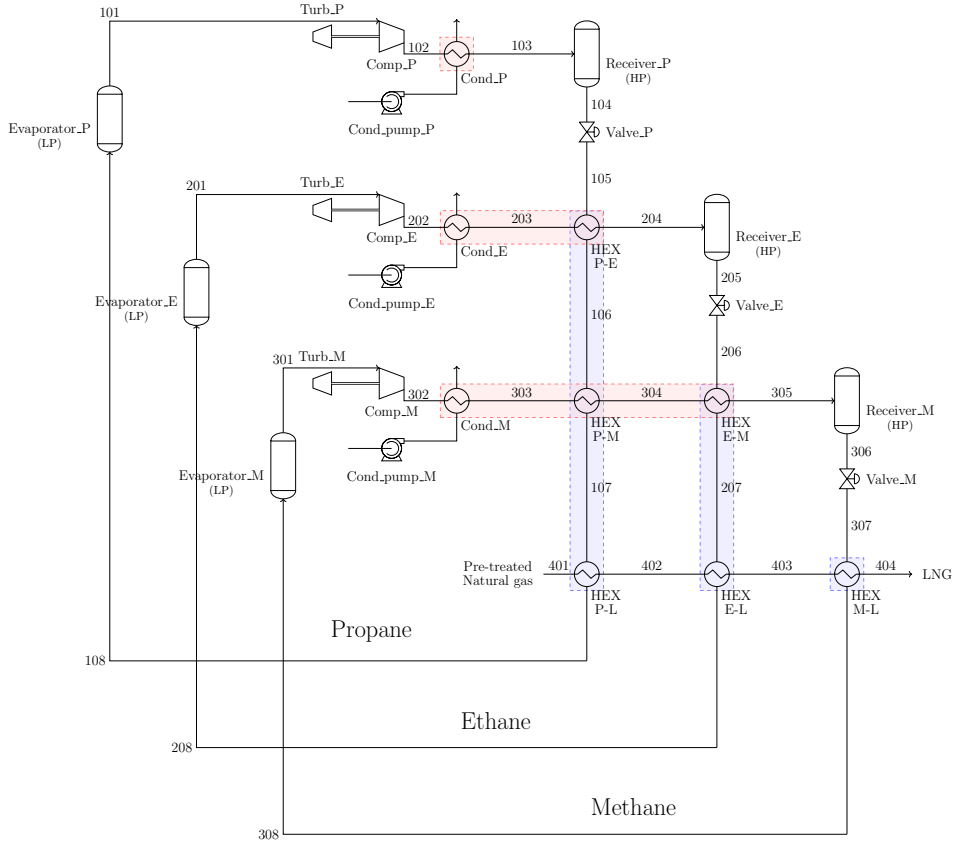 Turb_P
101
102
103
Comp_P
Cond_P
Receiver_P
(HP)
104
Evaporator_P
(LP)
Cond_pump_P
Valve_P
105
Turb_E
201
202
203
204
Comp_E
Cond_E
HEX
P-E
Receiver_E
(HP)
205
Evaporator_E
(LP)
Cond_pump_E
Valve_E
106
206
Turb_M
301
302
303
304
305
Comp_M
Cond_M
HEX
P-M
HEX
E-M
Receiver_M
(HP)
306
Evaporator_M
(LP)
Cond_pump_M
Valve_M
107
207
307
Pre-treated
Natural gas
401
402
403
404
LNG
HEX
P-L
HEX
E-L
HEX
M-L
Propane
108
Ethane
208
Methane
308